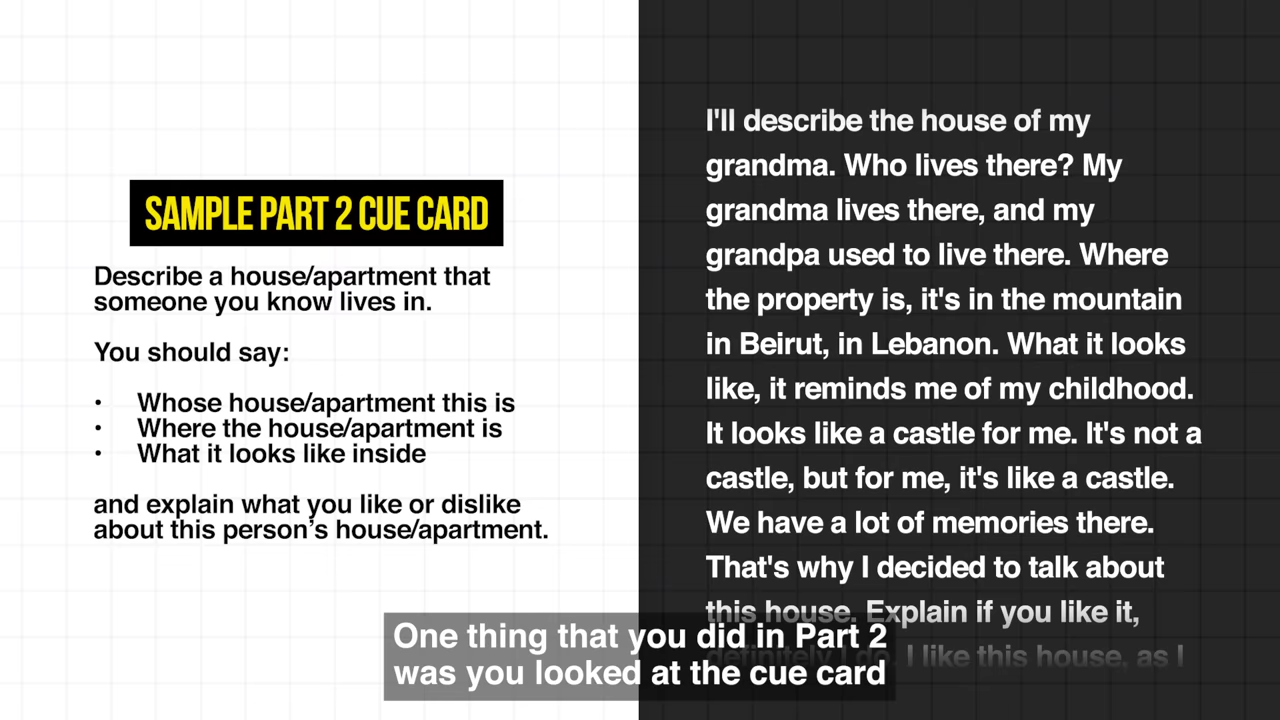 SAMPLE PART 2 CUE CARD
Describe a house/apartment that
someone you know lives in.
You should say:
• Whose house/apartment this is
• Where the house/apartment is
• What it looks like inside
and explain what you like or dislike
about this person's house/apartment.
I'll describe the house of my
grandma. Who lives there? My
grandma lives there, and my
grandpa used to live there. Where
the property is, it's in the mountain
in Beirut, in Lebanon. What it looks
like, it reminds me of my childhood.
It looks like a castle for me. It's not a
castle, but for me, it's like a castle.
We have a lot of memories there.
That's why I decided to talk about
this house. Explain if you like it,
definitely I do. I like this house, as I
One thing that you did in Part 2
was you looked at the cue card